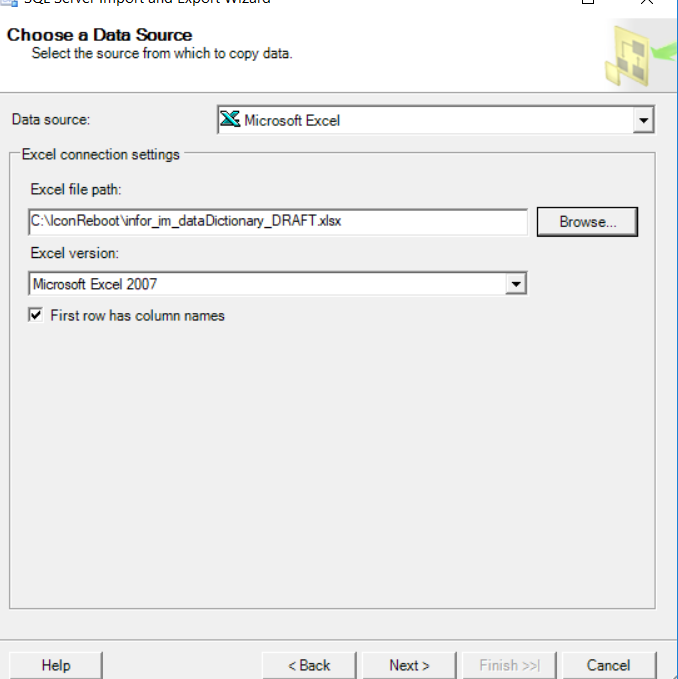 SQL Server Import and Export Wizard
Choose a Data Source
Select the source from which to copy data.
Data source:
Microsoft Excel
Excel connection settings
Excel file path:
C:\IconReboot\infor_im_dataDictionary_DRAFT.xlsx
Browse...
Excel version:
Microsoft Excel 2007
First row has column names
Help
< Back
Next >
Finish >>|
Cancel